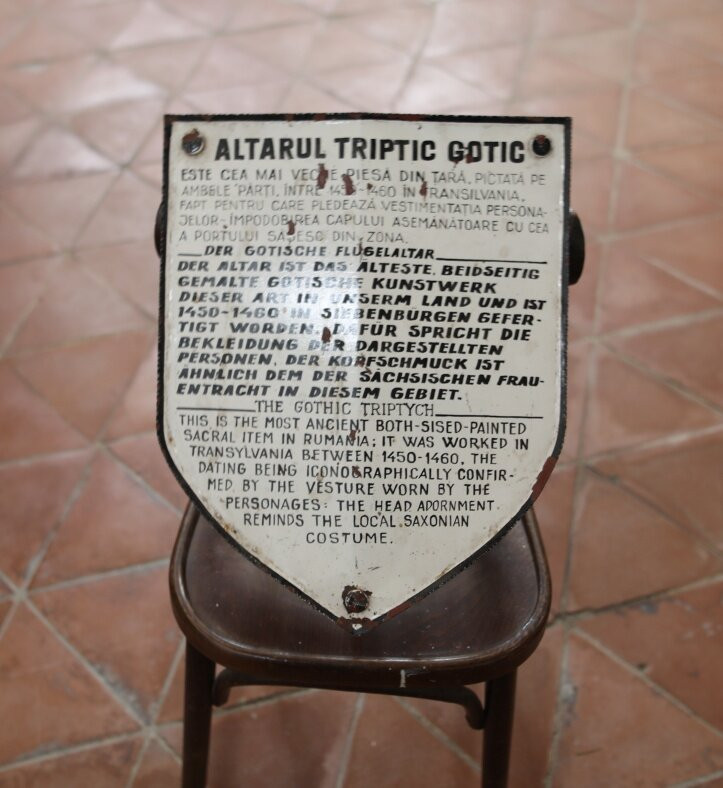 ALTARUL TRIPTIC GOTIC
ESTE CEA MAI VECHE PIESĂ DIN ȚARĂ, PICTATĂ PE
AMBELE PĂRȚI, ÎNTRE 1450-1460 ÎN TRANSILVANIA,
FAPT PENTRU CARE PLEDEAZĂ VESTIMENTAȚIA PERSONA-
JELOR, ÎMPODOBIREA CAPULUI ASEMĂNĂTOARE CU CEA
A PORTULUI SĂSESC DIN ZONĂ.
DER GOTISCHE FLÜGELALTAR
DER ALTAR IST DAS ÄLTESTE, BEIDSEITIG
GEMALTE GOTISCHE KUNSTWERK
DIESER ART IN UNSERM LAND UND IST
1450-1460 IN SIEBENBÜRGEN GEFER-
TIGT WORDEN. DAFÜR SPRICHT DIE
BEKLEIDUNG DER DARGESTELLTEN
PERSONEN. DER KOPFSCHMUCK IST
ÄHNLICH DEM DER SÄCHSISCHEN FRAU-
ENTRACHT IN DIESEM GEBIET.
THE GOTHIC TRIPTYCH
THIS IS THE MOST ANCIENT BOTH-SISED-PAINTED
SACRAL ITEM IN RUMANIA; IT WAS WORKED IN
TRANSYLVANIA BETWEEN 1450-1460, THE
DATING BEING ICONOGRAPHICALLY CONFIR-
MED BY THE VESTURE WORN BY THE
PERSONAGES: THE HEAD ADORNMENT
REMINDS THE LOCAL SAXONIAN
COSTUME.